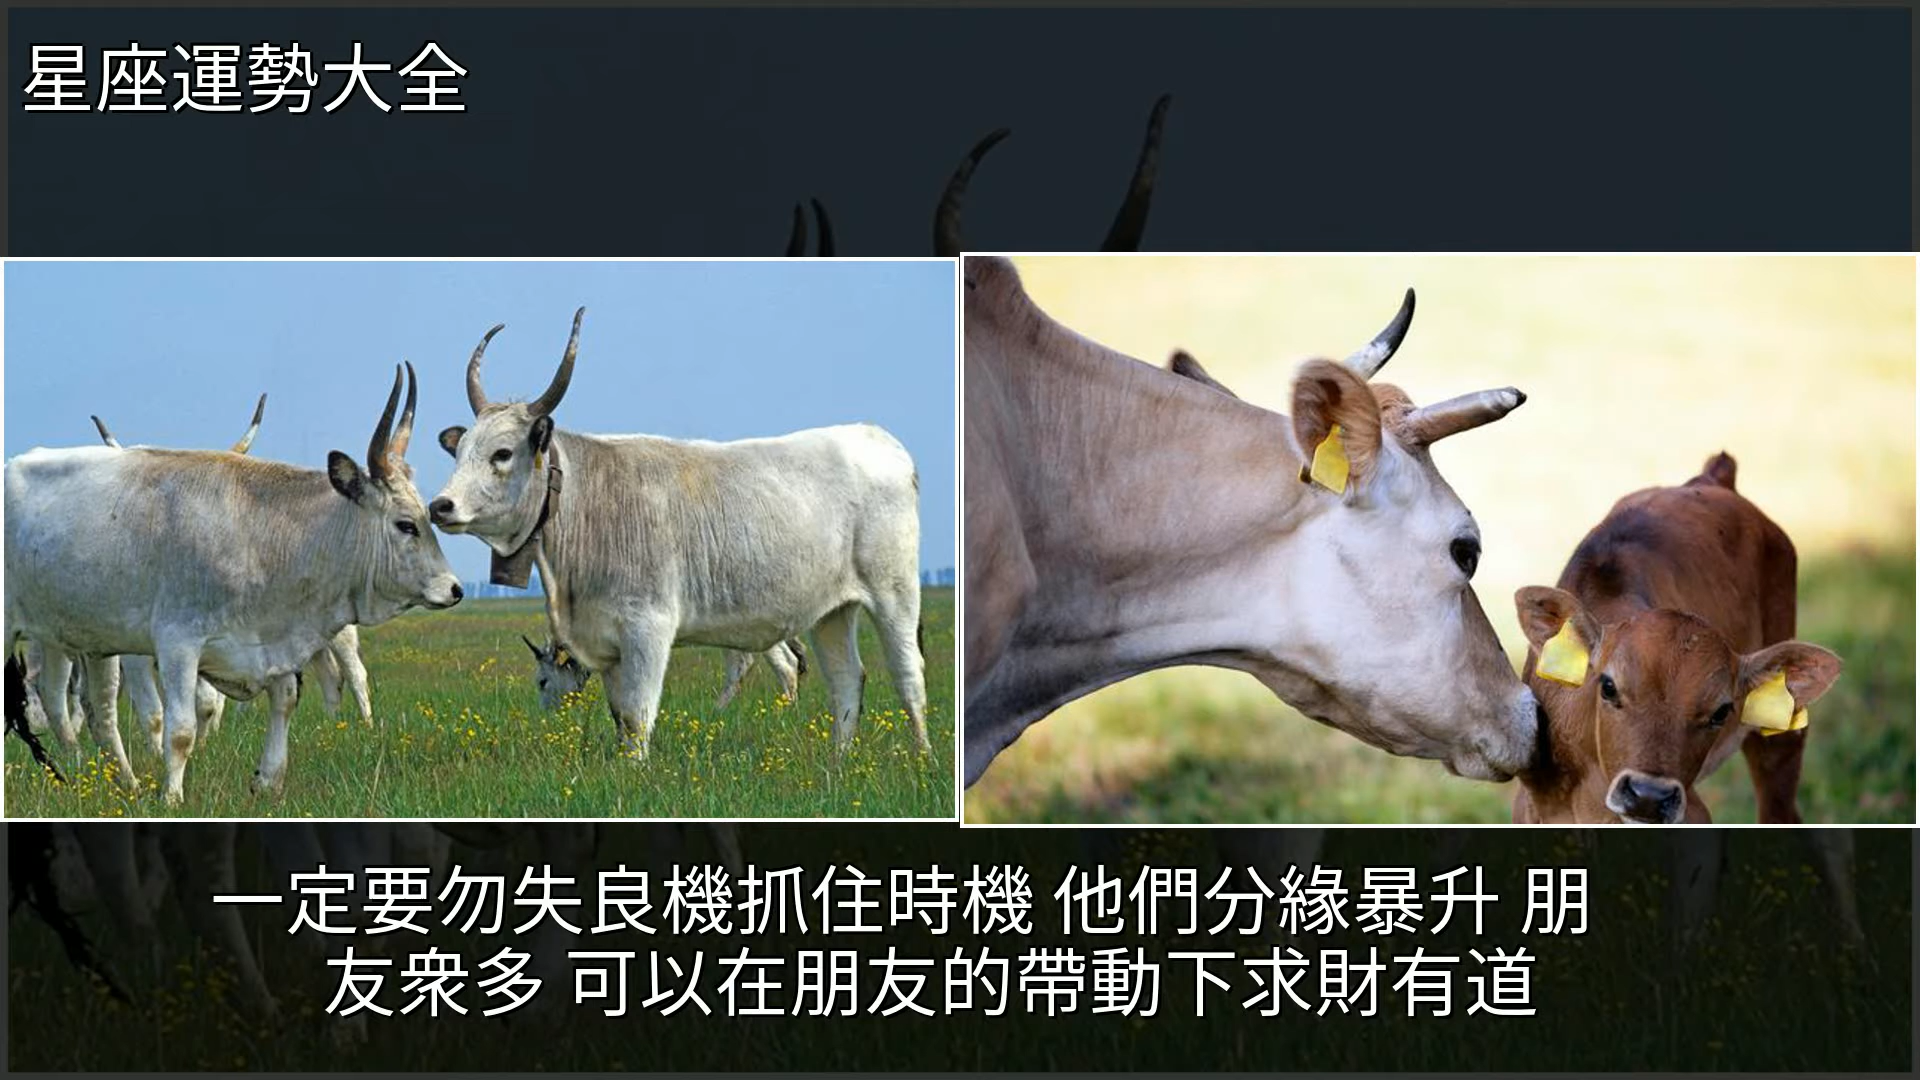 星座運勢大全
一定要勿失良機抓住時機 他們分緣暴升 朋
友衆多 可以在朋友的帶動下求財有道